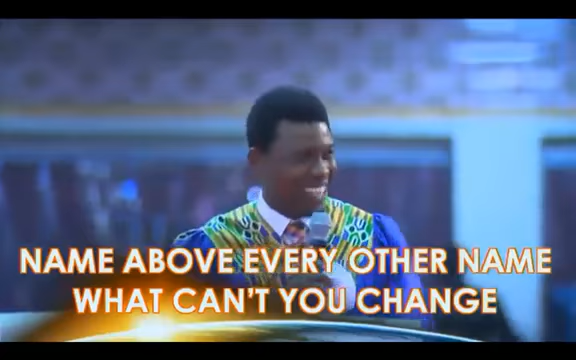 NAME ABOVE EVERY OTHER NAME
WHAT CAN'T YOU CHANGE